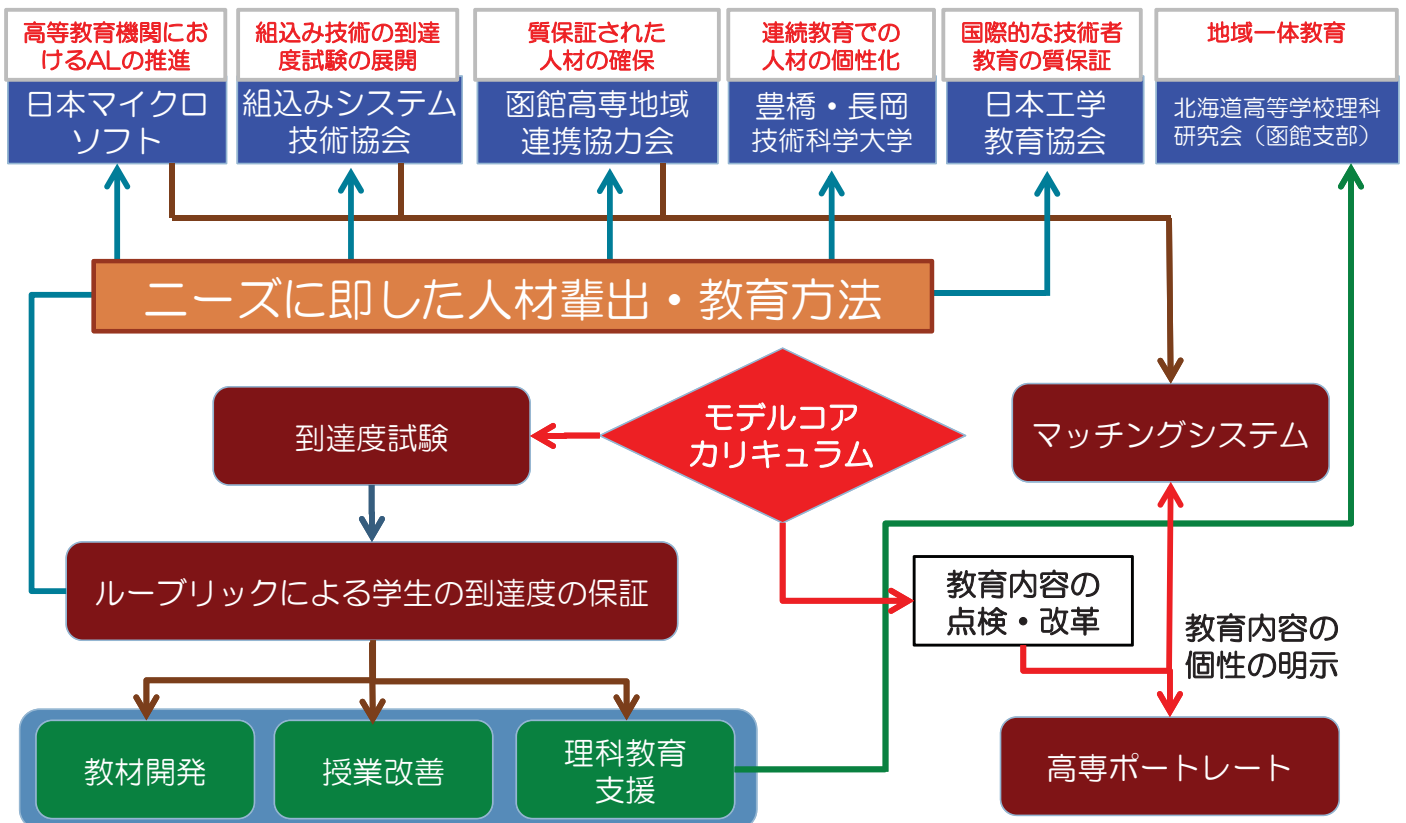 高等教育機関にお
けるALの推進
組込み技術の到達
度試験の展開
質保証された
人材の確保
連続教育での
人材の個性化
国際的な技術者
教育の質保証
地域一体教育
日本マイクロ
ソフト
組込みシステム
技術協会
函館高専地域
連携協力会
豊橋・長岡
技術科学大学
日本工学
教育協会
北海道高等学校理科
研究会（函館支部）
ニーズに即した人材輩出・教育方法
モデルコア
カリキュラム
到達度試験
マッチングシステム
ルーブリックによる学生の到達度の保証
教育内容の
点検・改革
教育内容の
個性の明示
教材開発
授業改善
理科教育
支援
高専ポートレート